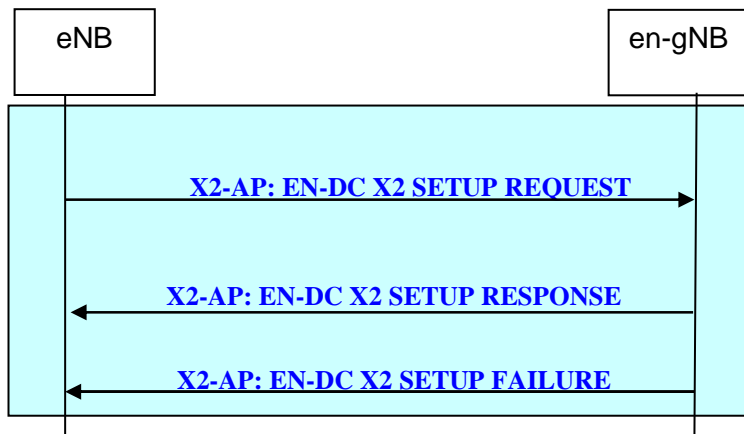 eNB
en-gNB
X2-AP: EN-DC X2 SETUP REQUEST
X2-AP: EN-DC X2 SETUP RESPONSE
X2-AP: EN-DC X2 SETUP FAILURE